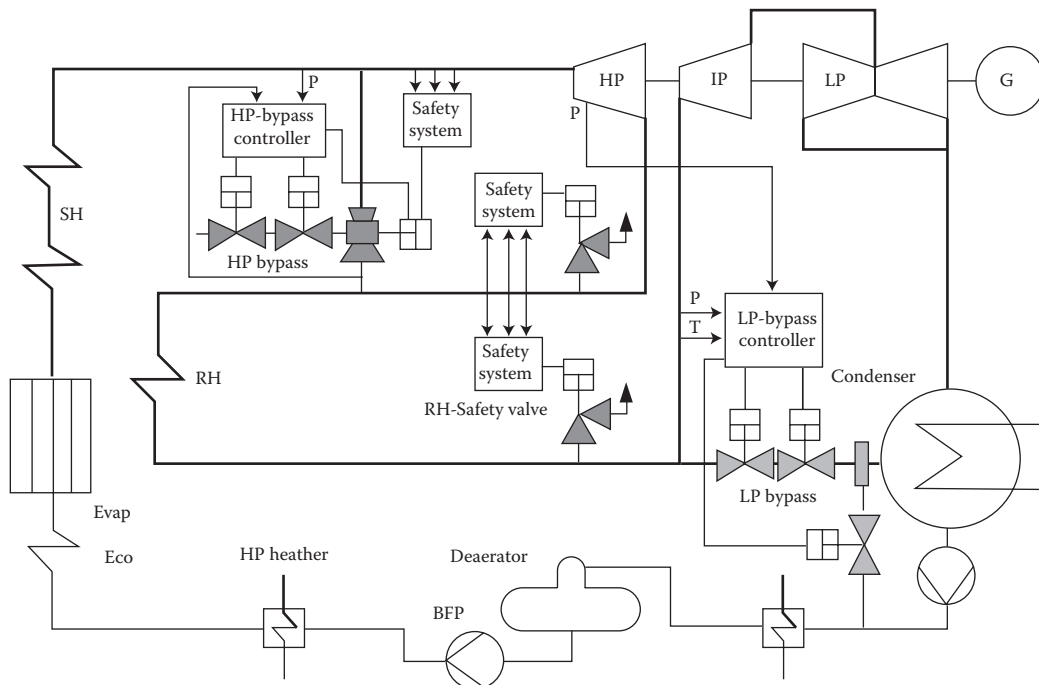 HP
IP
LP
G
P
P
HP-bypass
controller
Safety
system
SH
Safety
system
HP bypass
P
T
LP-bypass
controller
RH
Safety
system
Condenser
RH-Safety valve
LP bypass
Evap
Eco
HP heather
Deaerator
BFP